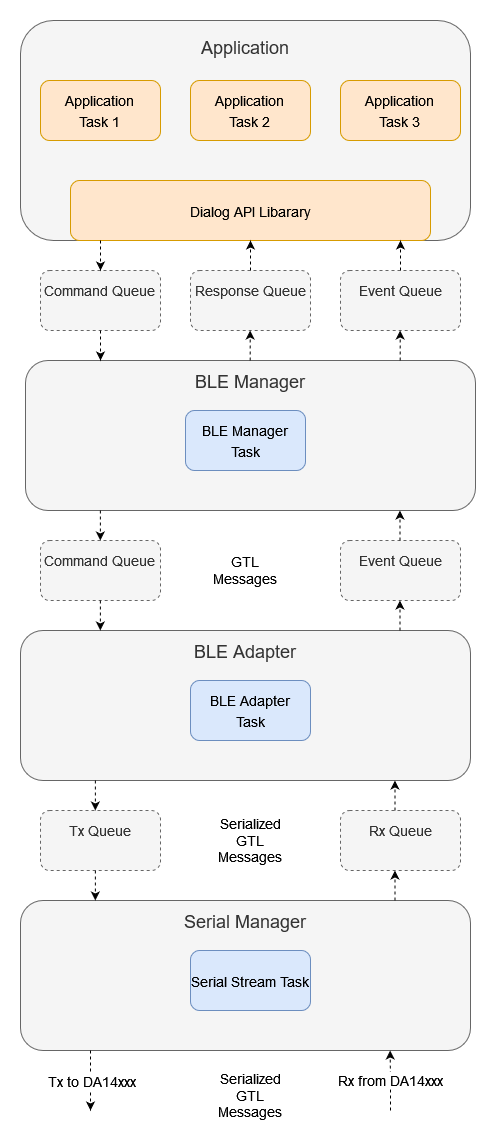 Application
Application
Task 1
Application
Task 2
Application
Task 3
Dialog API Libarary
Command Queue
Response Queue
Event Queue
BLE Manager
BLE Manager
Task
Command Queue
GTL
Messages
Event Queue
BLE Adapter
BLE Adapter
Task
Tx Queue
Serialized
GTL
Messages
Rx Queue
Serial Manager
Serial Stream Task
Tx to DA14xxx
Serialized
GTL
Messages
Rx from DA14xxx